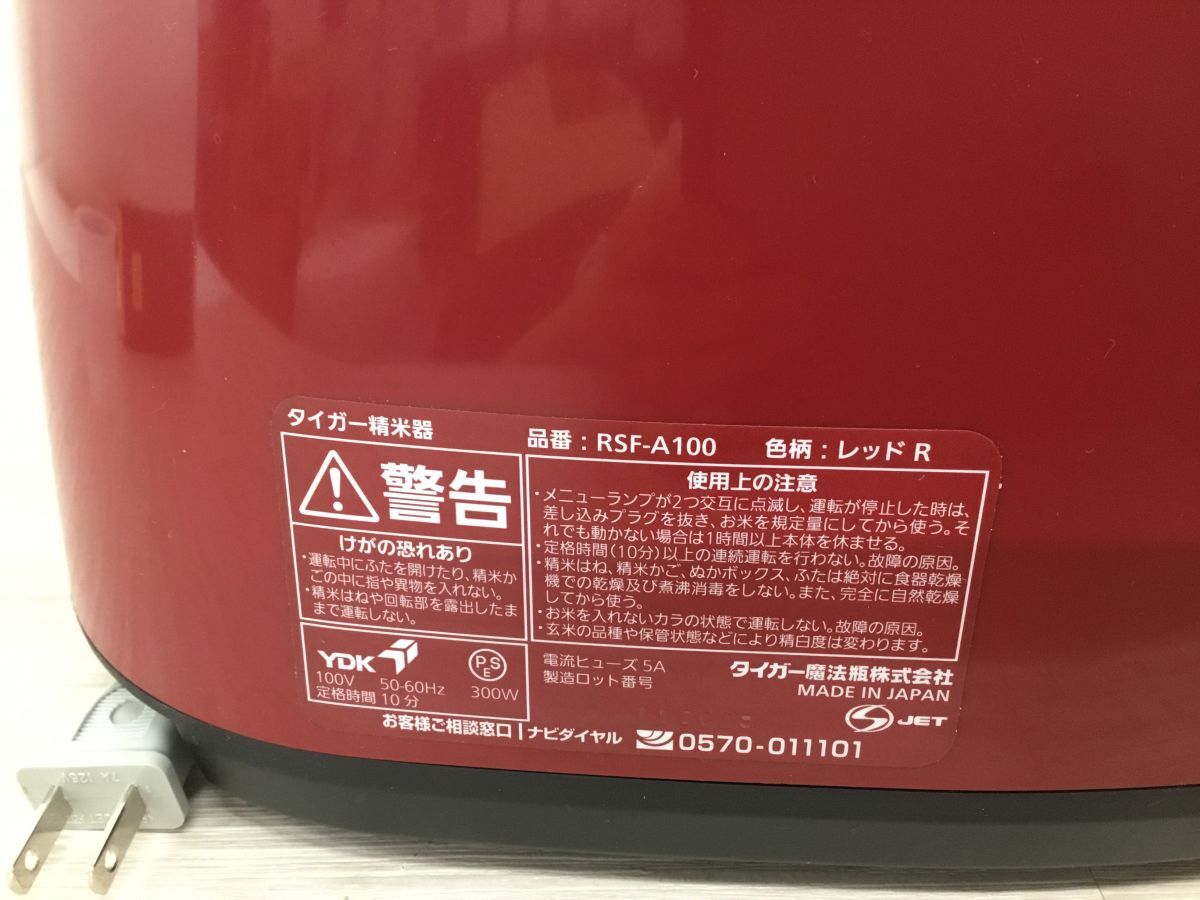 タイガー精米器
品番：RSF-A100 色柄：レッド R
警告
けがの恐れあり
・運転中にふたを開けたり、精米か
ごの中に指や異物を入れない。
・精米はねや回転部を露出したま
まで運転しない。
使用上の注意
・メニューランプが2つ交互に点滅し、運転が停止した時は、
差し込みプラグを抜き、お米を規定量にしてから使う。そ
れでも動かない場合は1時間以上本体を休ませる。
・定格時間(10分)以上の連続運転を行わない。故障の原因。
・精米はね、精米かご、ぬかボックス、ふたは絶対に食器乾燥
機での乾燥及び煮沸消毒をしない。また、完全に自然乾燥
してから使う。
・お米を入れないカラの状態で運転しない。故障の原因。
・玄米の品種や保管状態などにより精白度は変わります。
YDK
PSE
100V 50-60Hz 300W
定格時間 10分
電流ヒューズ 5A
製造ロット番号
タイガー魔法瓶株式会社
MADE IN JAPAN
JET
お客様ご相談窓口 | ナビダイヤル 0570-011101
7A 125V